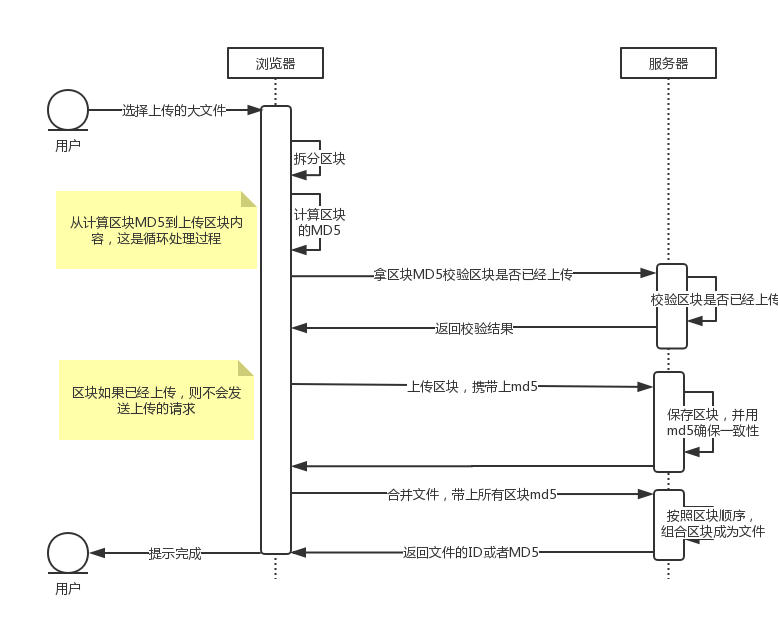 浏览器
服务器
选择上传的大文件
用户
拆分区块
从计算区块MD5到上传区块内
容，这是循环处理过程
计算区块
的MD5
拿区块MD5校验区块是否已经上传
校验区块是否已经上传
返回校验结果
区块如果已经上传，则不会发
送上传的请求
上传区块，携带上md5
保存区块，并用
md5确保一致性
合并文件，带上所有区块md5
按照区块顺序，
组合区块成为文件
提示完成
返回文件的ID或者MD5
用户